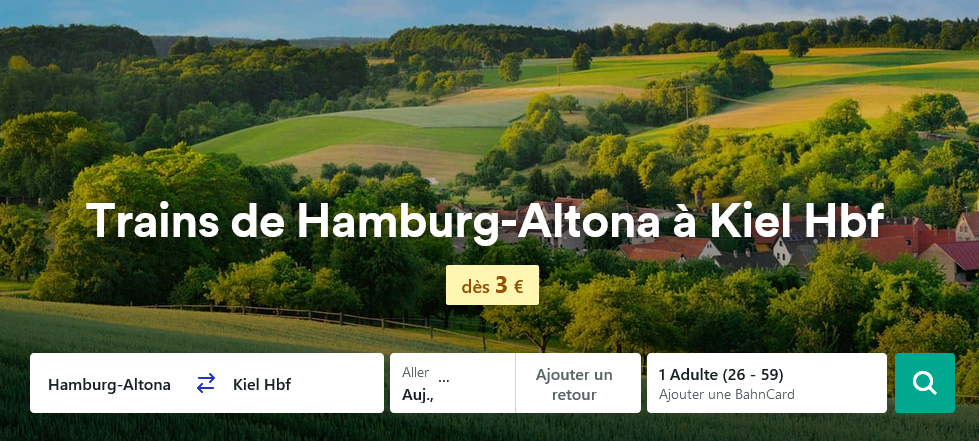 Trains de Hamburg-Altona à Kiel Hbf
dès 3 €
Hamburg-Altona Kiel Hbf
Aller ...
Auj.,
Ajouter un
retour
1 Adulte (26 - 59)
Ajouter une BahnCard